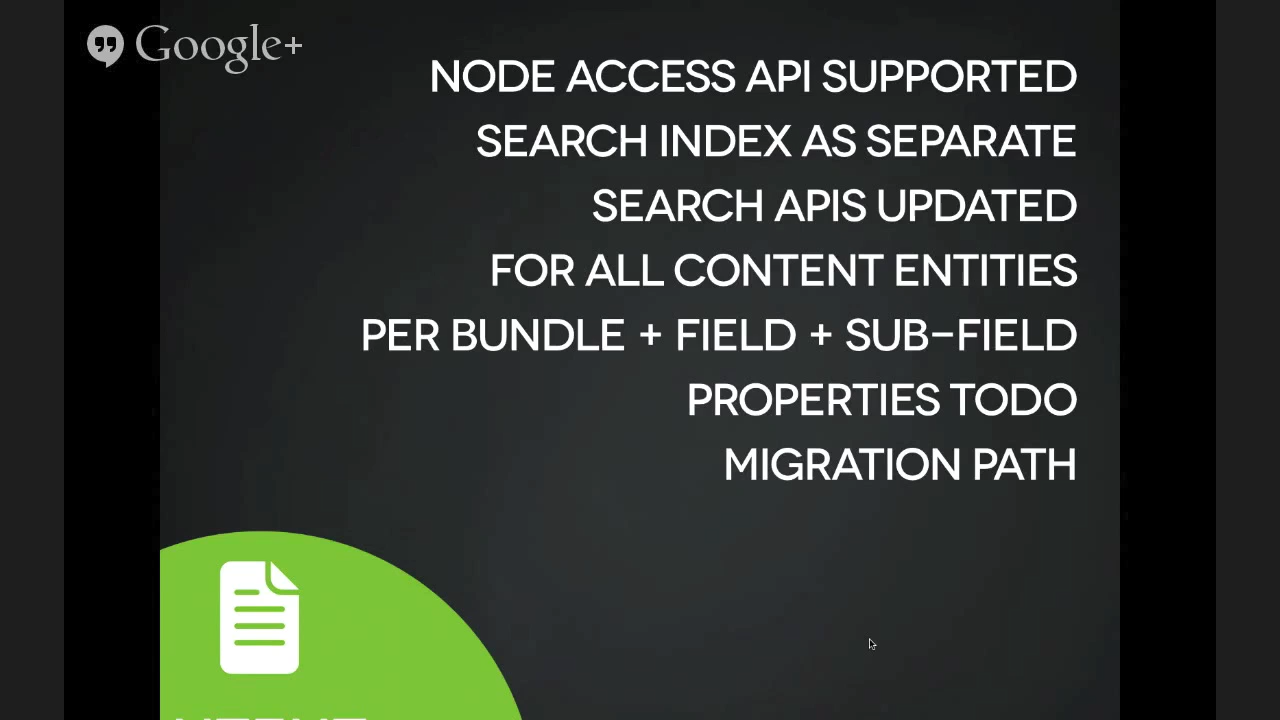 Google+
NODE ACCESS API SUPPORTED
SEARCH INDEX AS SEPARATE
SEARCH APIS UPDATED
FOR ALL CONTENT ENTITIES
PER BUNDLE + FIELD + SUB-FIELD
PROPERTIES TODO
MIGRATION PATH